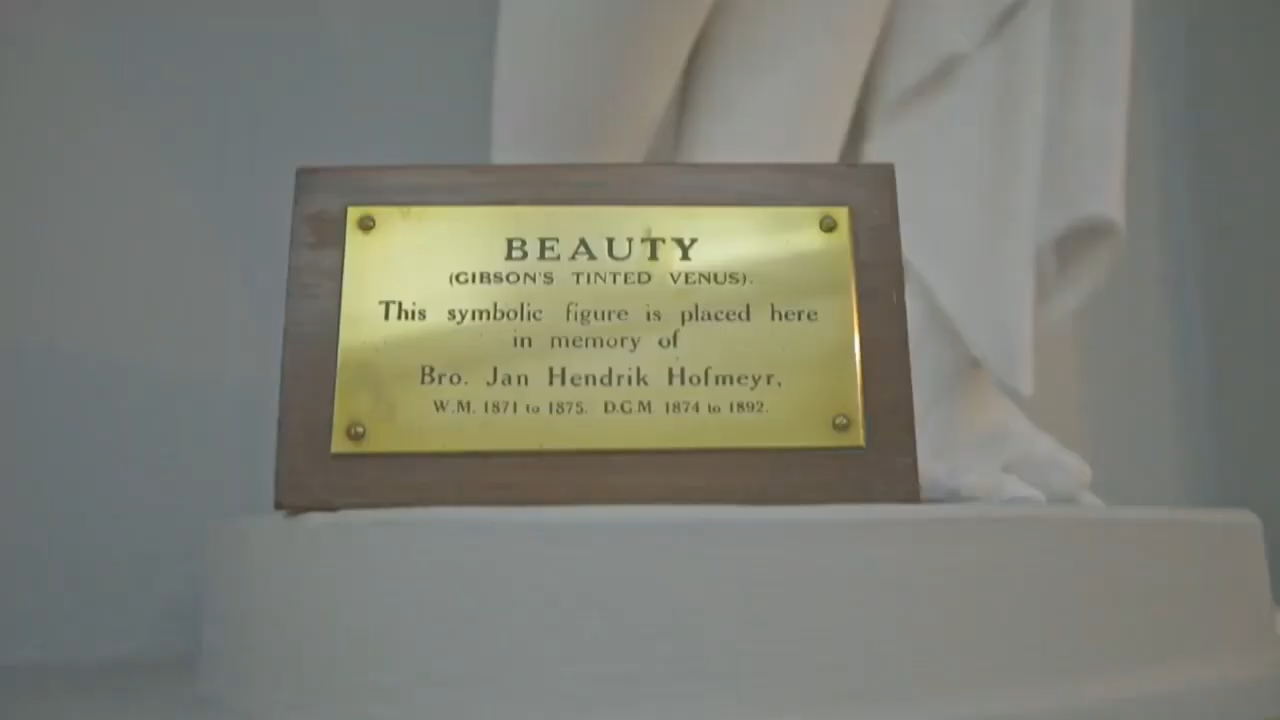 BEAUTY
(GIBSON'S TINTED VENUS).
This symbolic figure is placed here
in memory of
Bro. Jan Hendrik Hofmeyr,
W.M. 1871 to 1875. D.G.M. 1874 to 1892.